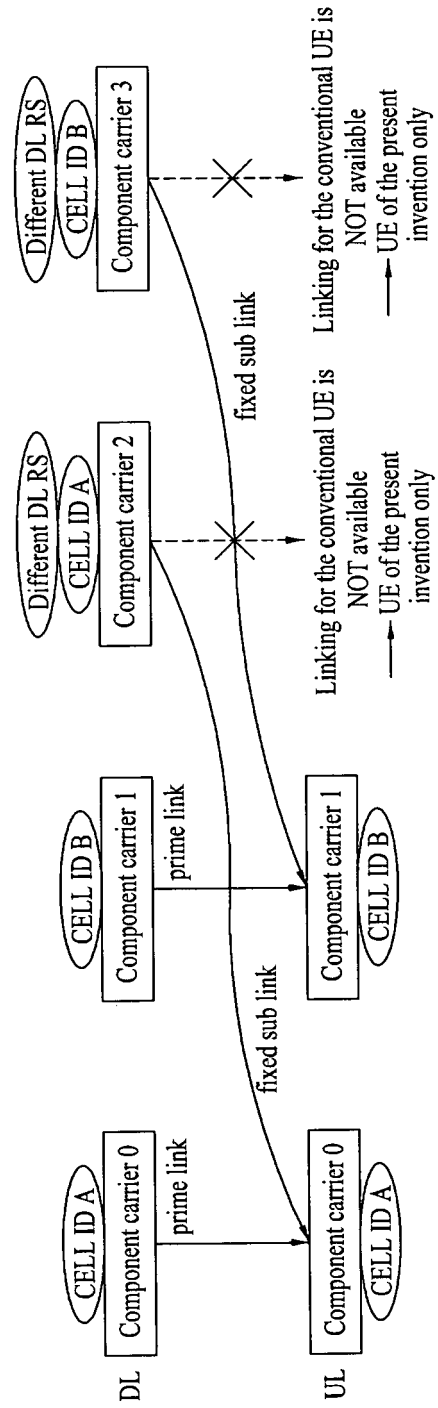 DL
CELL ID A
Component carrier 0
prime link
CELL ID B
Component carrier 1
prime link
Different DL RS
CELL ID A
Component carrier 2
Different DL RS
CELL ID B
Component carrier 3
fixed sub link
fixed sub link
UL
Component carrier 0
CELL ID A
Component carrier 1
CELL ID B
Linking for the conventional UE is
NOT available
→ UE of the present
invention only
Linking for the conventional UE is
NOT available
→ UE of the present
invention only